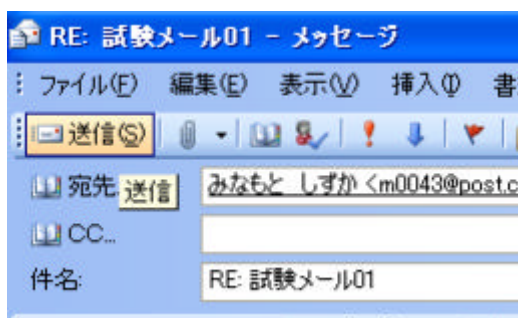 RE: 試験メール01 - メッセージ
ファイル(F) 編集(E) 表示(V) 挿入(I) 書
送信(S)
宛先 送信 みなもと しずか <m0043@post.c
CC...
件名: RE: 試験メール01